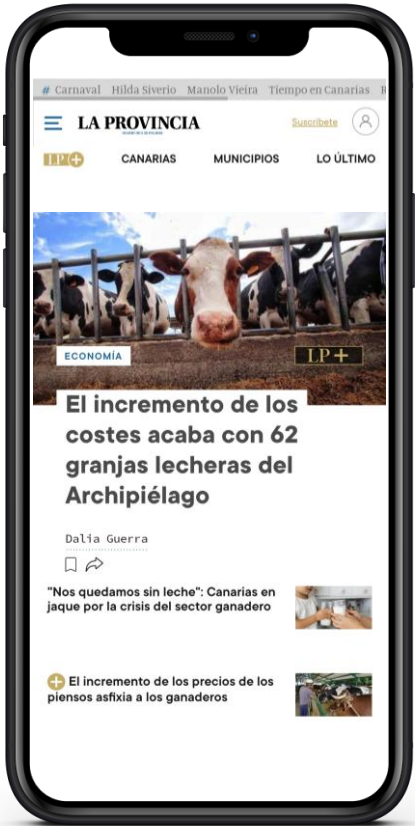 # Carnaval Hilda Siverio Manolo Vieira Tiempo en Canarias
LA PROVINCIA
Suscríbete
LP+
CANARIAS
MUNICIPIOS
LO ÚLTIMO
ECONOMÍA
LP+
El incremento de los
costes acaba con 62
granjas lecheras del
Archipiélago
Dalia Guerra
"Nos quedamos sin leche": Canarias en
jaque por la crisis del sector ganadero
El incremento de los precios de los
piensos asfixia a los ganaderos